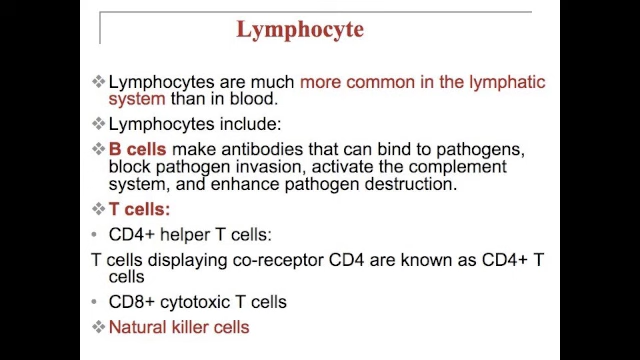 Lymphocyte
❖Lymphocytes are much more common in the lymphatic
system than in blood.
❖Lymphocytes include:
❖B cells make antibodies that can bind to pathogens,
block pathogen invasion, activate the complement
system, and enhance pathogen destruction.
❖T cells:
• CD4+ helper T cells:
T cells displaying co-receptor CD4 are known as CD4+ T
cells
• CD8+ cytotoxic T cells
❖Natural killer cells